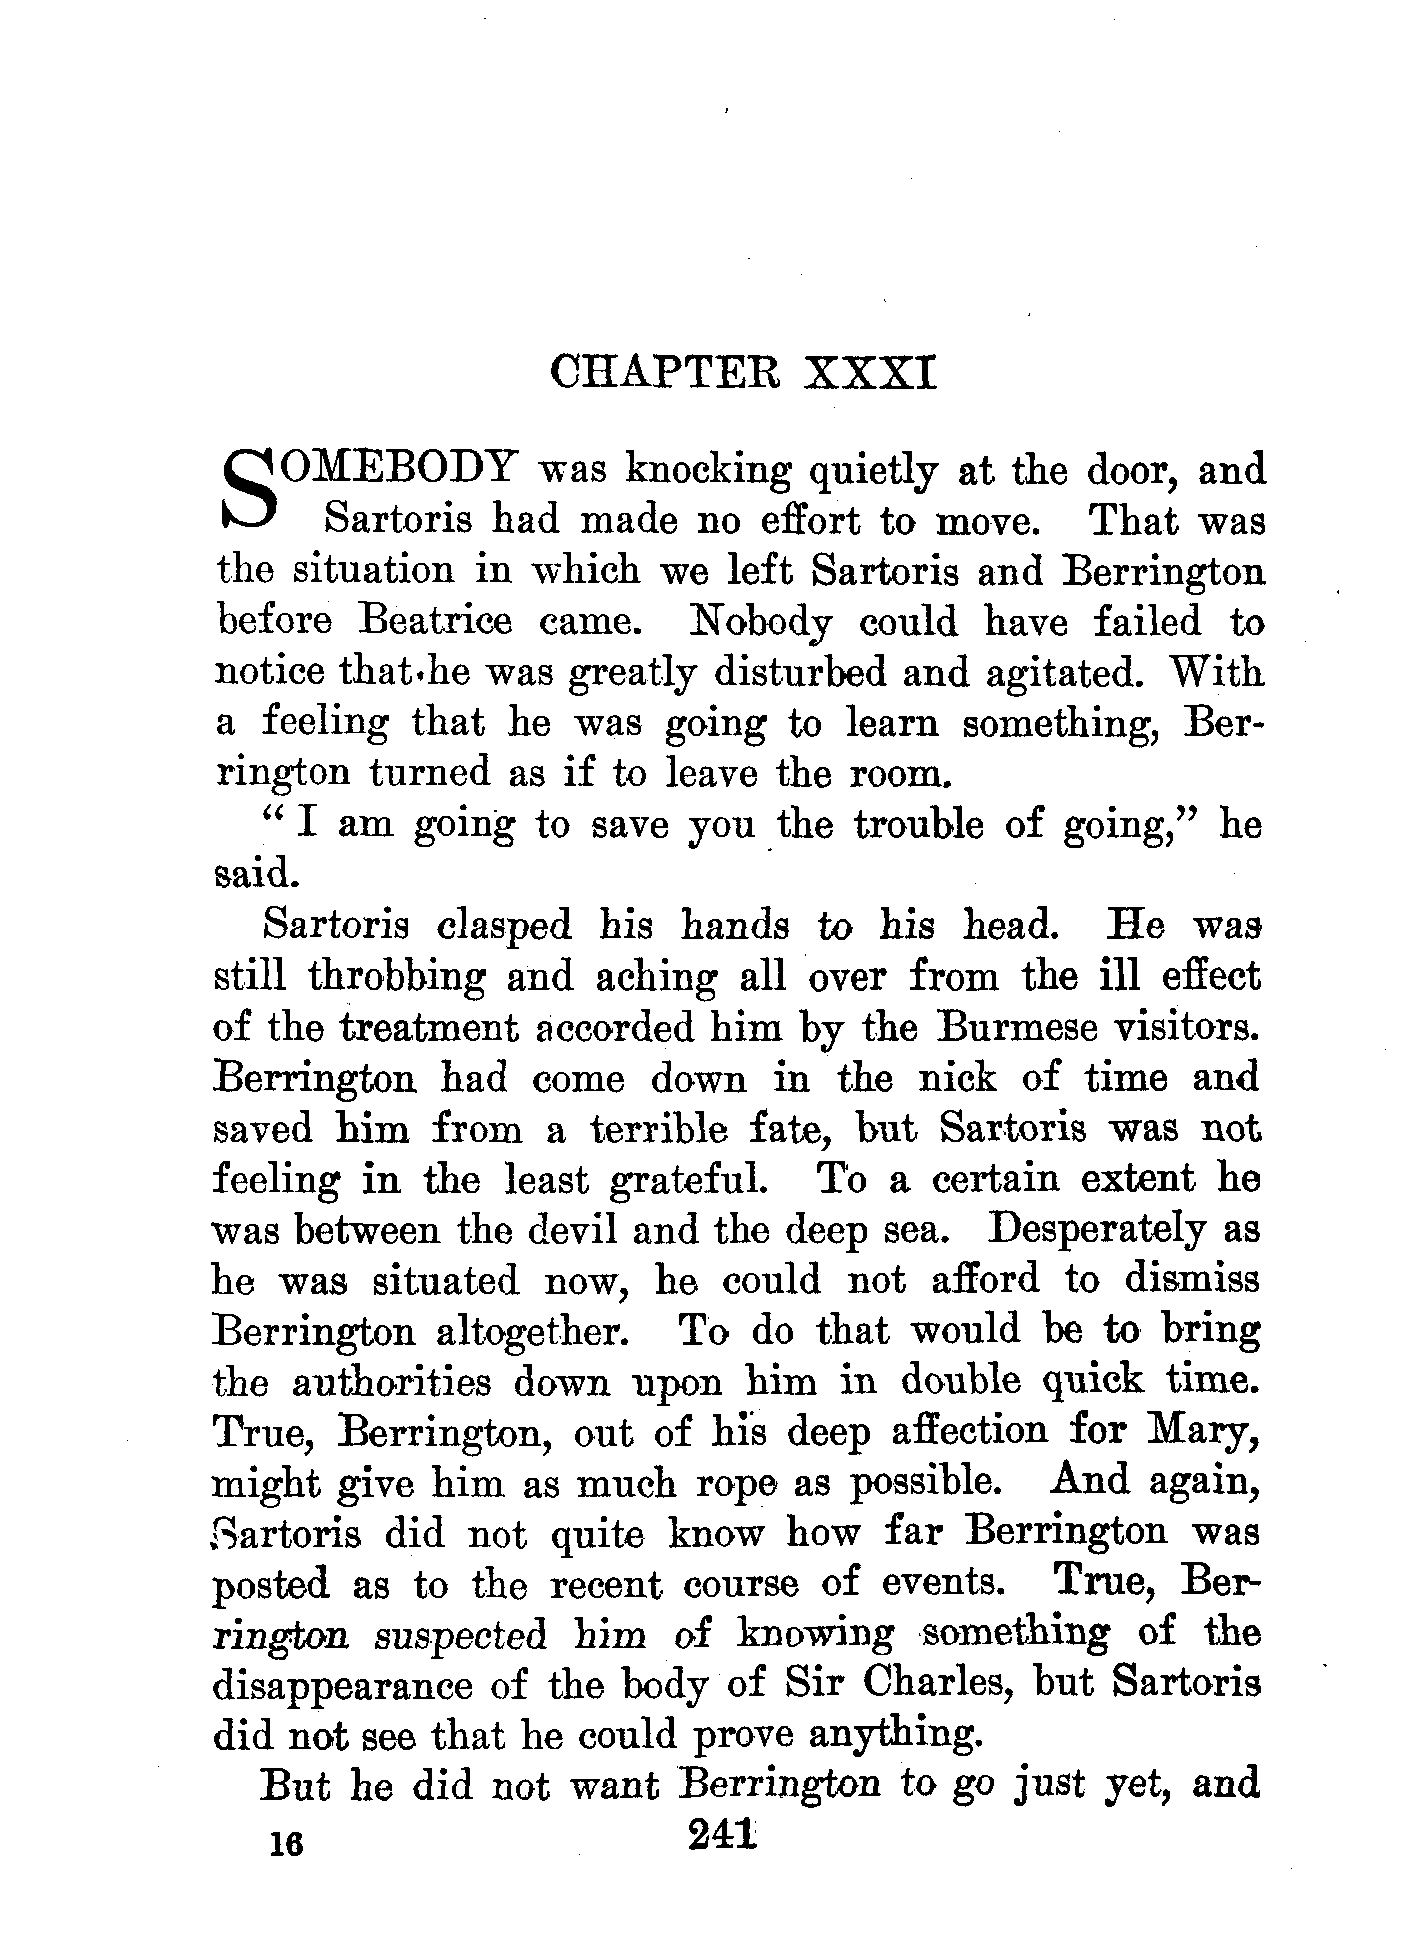 CHAPTER XXXI
SOMEBODY was knocking quietly at the door, and
Sartoris had made no effort to move. That was
the situation in which we left Sartoris and Berrington
before Beatrice came. Nobody could have failed to
notice that he was greatly disturbed and agitated. With
a feeling that he was going to learn something, Ber-
rington turned as if to leave the room.
“ I am going to save you the trouble of going,” he
said.
Sartoris clasped his hands to his head. He was
still throbbing and aching all over from the ill effect
of the treatment accorded him by the Burmese visitors.
Berrington had come down in the nick of time and
saved him from a terrible fate, but Sartoris was not
feeling in the least grateful. To a certain extent he
was between the devil and the deep sea. Desperately as
he was situated now, he could not afford to dismiss
Berrington altogether. To do that would be to bring
the authorities down upon him in double quick time.
True, Berrington, out of his deep affection for Mary,
might give him as much rope as possible. And again,
Sartoris did not quite know how far Berrington was
posted as to the recent course of events. True, Ber-
rington suspected him of knowing something of the
disappearance of the body of Sir Charles, but Sartoris
did not see that he could prove anything.
But he did not want Berrington to go just yet, and
16 241